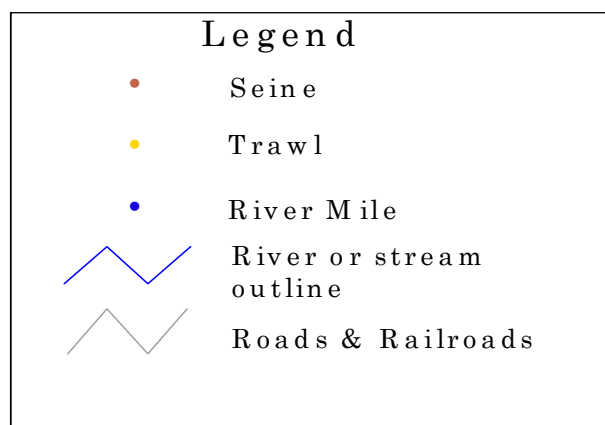 Legend
Seine
Trawl
River Mile
River or stream
outline
Roads & Railroads